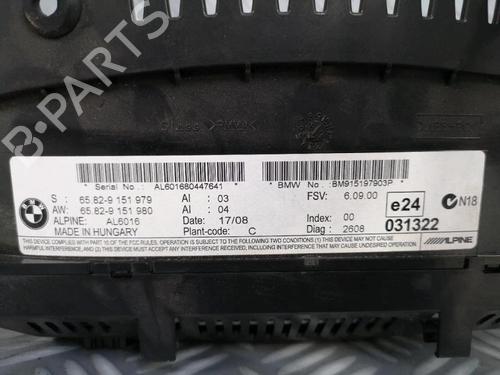 * Serial No.: AL601680447641 * * BMW No: BM915197903P *
S : 65.82-9 151 979 AI : 03 FSV: 6.09.00 e24 N18
AW: 65.82-9 151 980 AI : 04
ALPINE: AL6016 Date : 17/08 Index: 00 031322
MADE IN HUNGARY Plant-code: C Diag : 2608 ALPINE
THIS DEVICE COMPLIES WITH PART 15 OF THE FCC RULES, OPERATION IS SUBJECT TO THE FOLLOWING TWO CONDITIONS: (1) THIS DEVICE MAY NOT CAUSE
HARMFUL INTERFERENCE, AND (2) THIS DEVICE MUST ACCEPT ANY INTERFERENCE RECEIVED, INCLUDING INTERFERENCE THAT MAY CAUSE UNDESIRED OPERATION.
BMW
B-PARTS